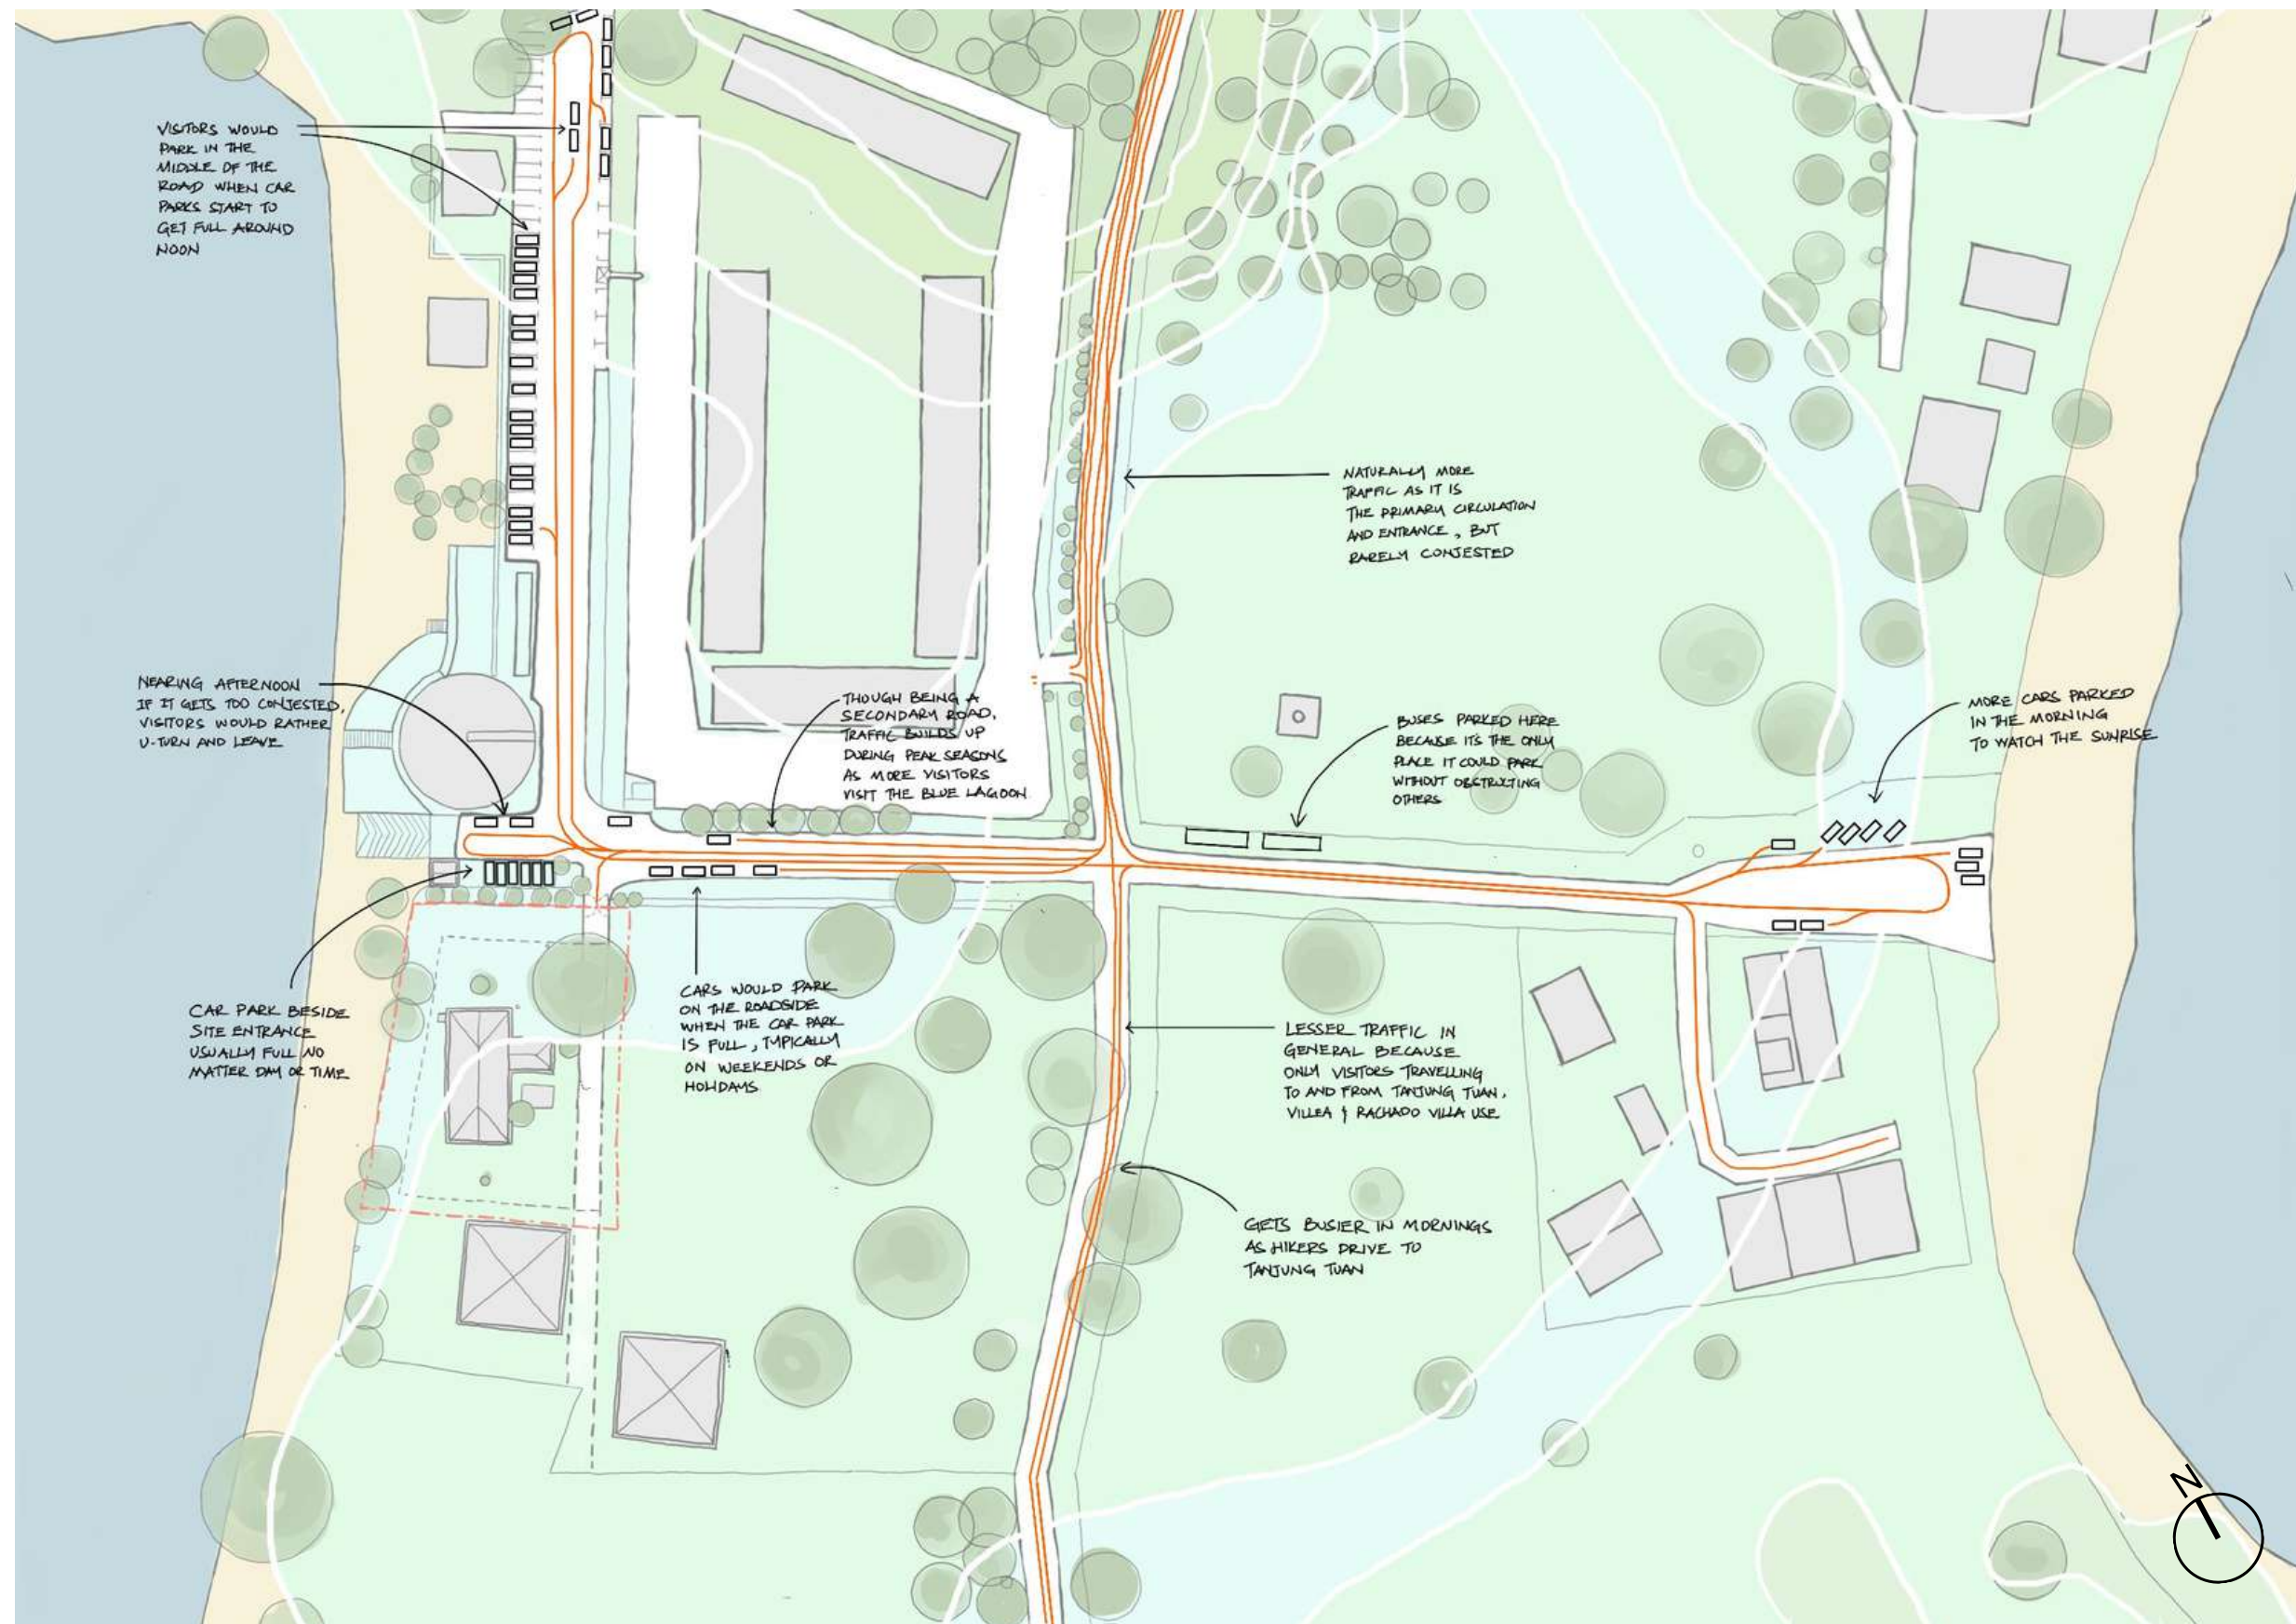 VISITORS WOULD
PARK IN THE
MIDDLE OF THE
ROAD WHEN CAR
PARKS START TO
GET FULL AROUND
NOON
NATURALLY MORE
TRAFFIC AS IT IS
THE PRIMARY CIRCULATION
AND ENTRANCE, BUT
RARELY CONJESTED
NEARING AFTERNOON
IF IT GETS TOO CONJESTED,
VISITORS WOULD RATHER
U-TURN AND LEAVE
THOUGH BEING A
SECONDARY ROAD,
TRAFFIC BUILDS UP
DURING PEAK SEASONS
AS MORE VISITORS
VISIT THE BLUE LAGOON
BUSES PARKED HERE
BECAUSE ITS THE ONLY
PLACE IT COULD PARK
WITHOUT OBSTRUCTING
OTHERS
MORE CARS PARKED
IN THE MORNING
TO WATCH THE SUNRISE
CAR PARK BESIDE
SITE ENTRANCE
USUALLY FULL NO
MATTER DAY OR TIME
CARS WOULD PARK
ON THE ROADSIDE
WHEN THE CAR PARK
IS FULL, TYPICALLY
ON WEEKENDS OR
HOLIDAYS
LESSER TRAFFIC IN
GENERAL BECAUSE
ONLY VISITORS TRAVELLING
TO AND FROM TANJUNG TUAN,
VILLEA & RACHADO VILLA USE
GETS BUSIER IN MORNINGS
AS HIKERS DRIVE TO
TANJUNG TUAN
N